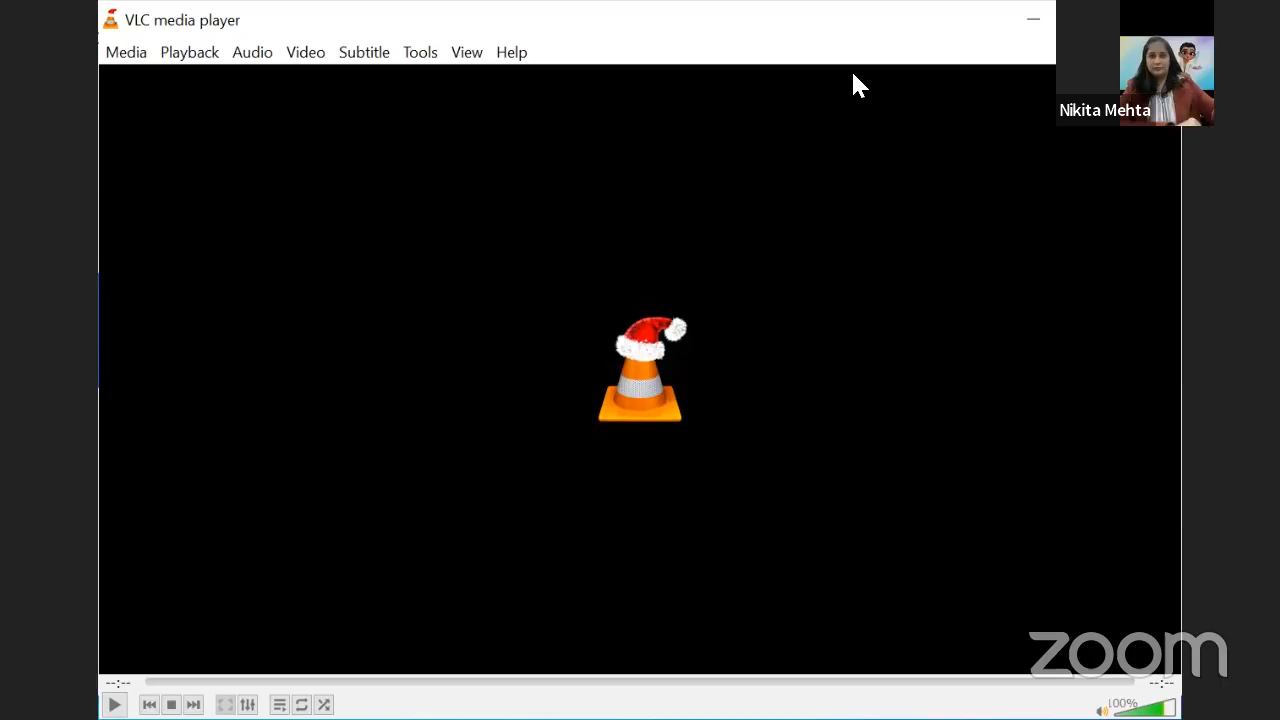 VLC media player
Media Playback Audio Video Subtitle Tools View Help
Nikita Mehta
zoom
--:-- --:--
100%